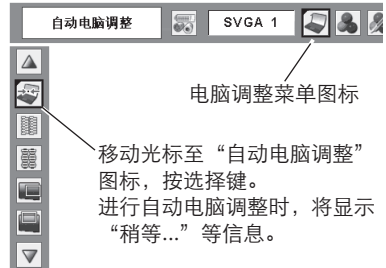 自动电脑调整
SVGA 1
电脑调整菜单图标
移动光标至“自动电脑调整”
图标，按选择键。
进行自动电脑调整时，将显示
“稍等...”等信息。